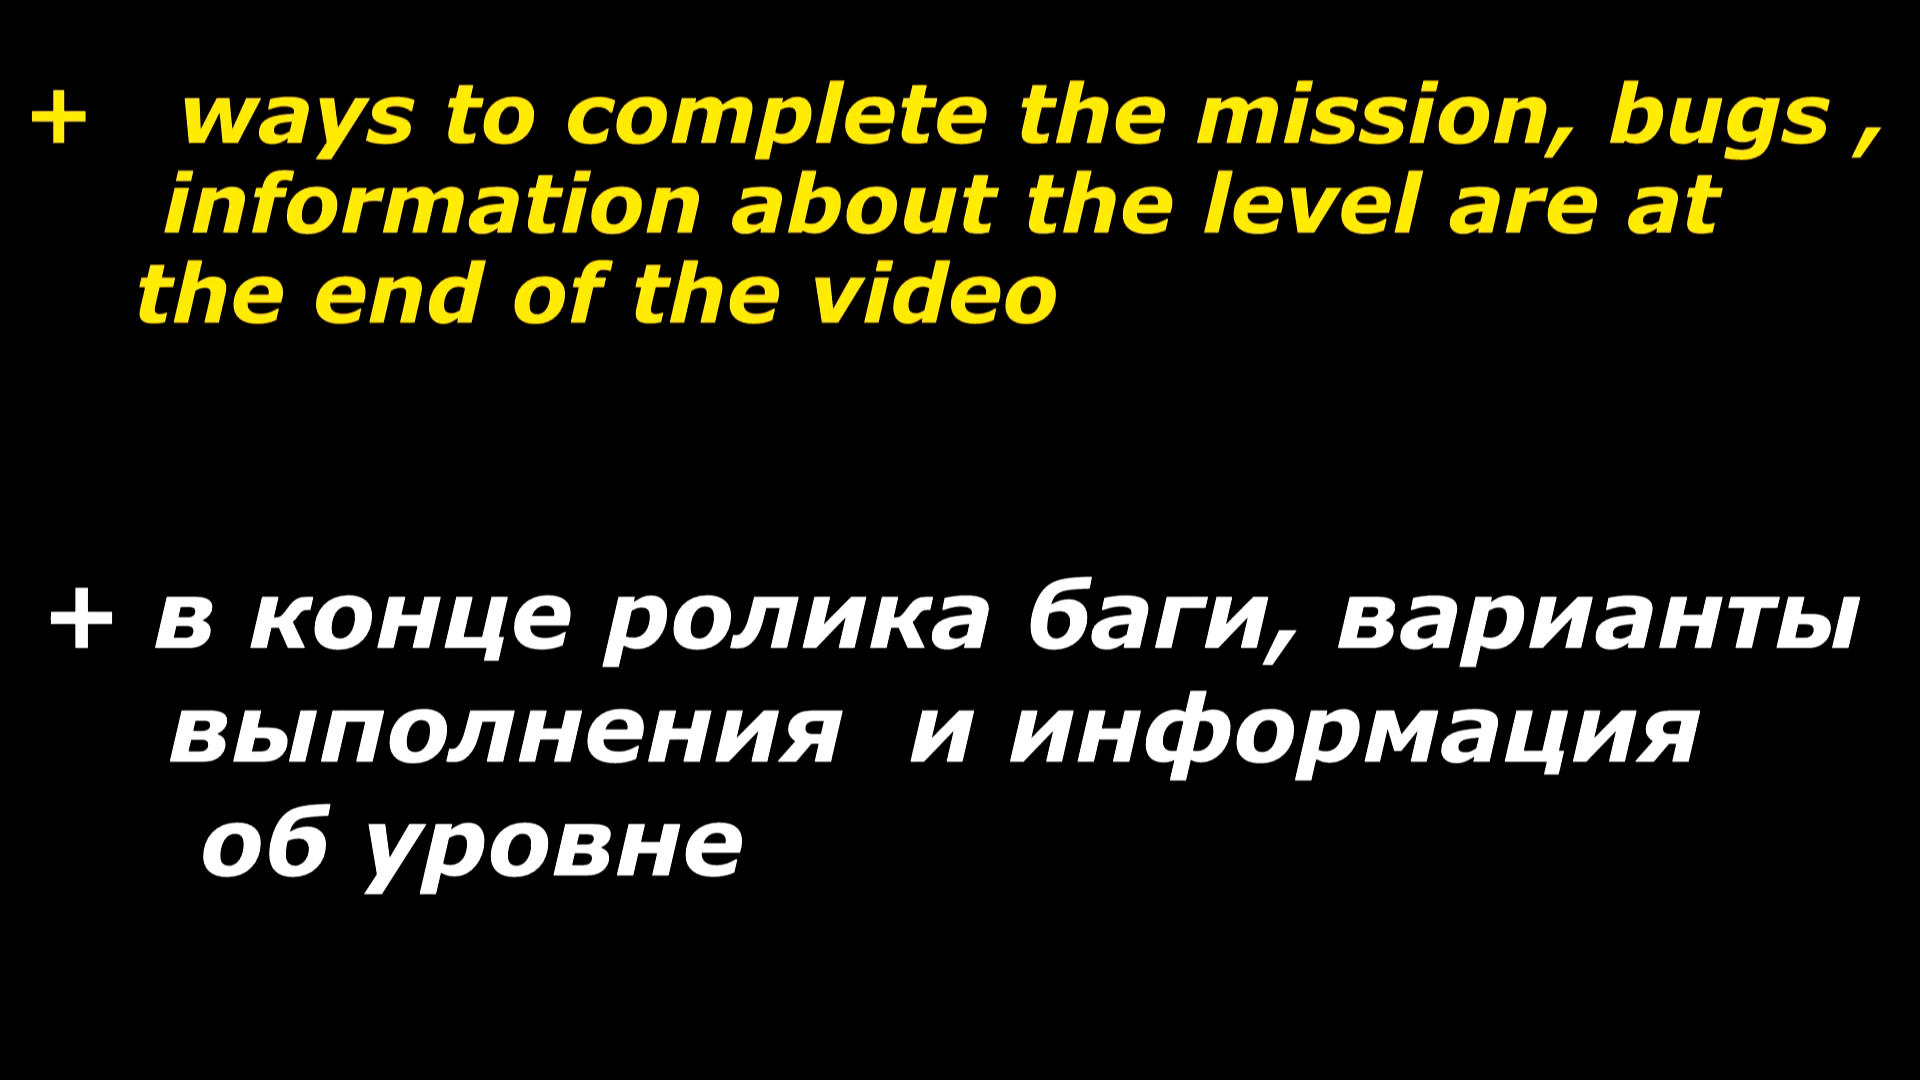 + ways to complete the mission, bugs ,
information about the level are at
the end of the video
+ в конце ролика баги, варианты
выполнения и информация
об уровне